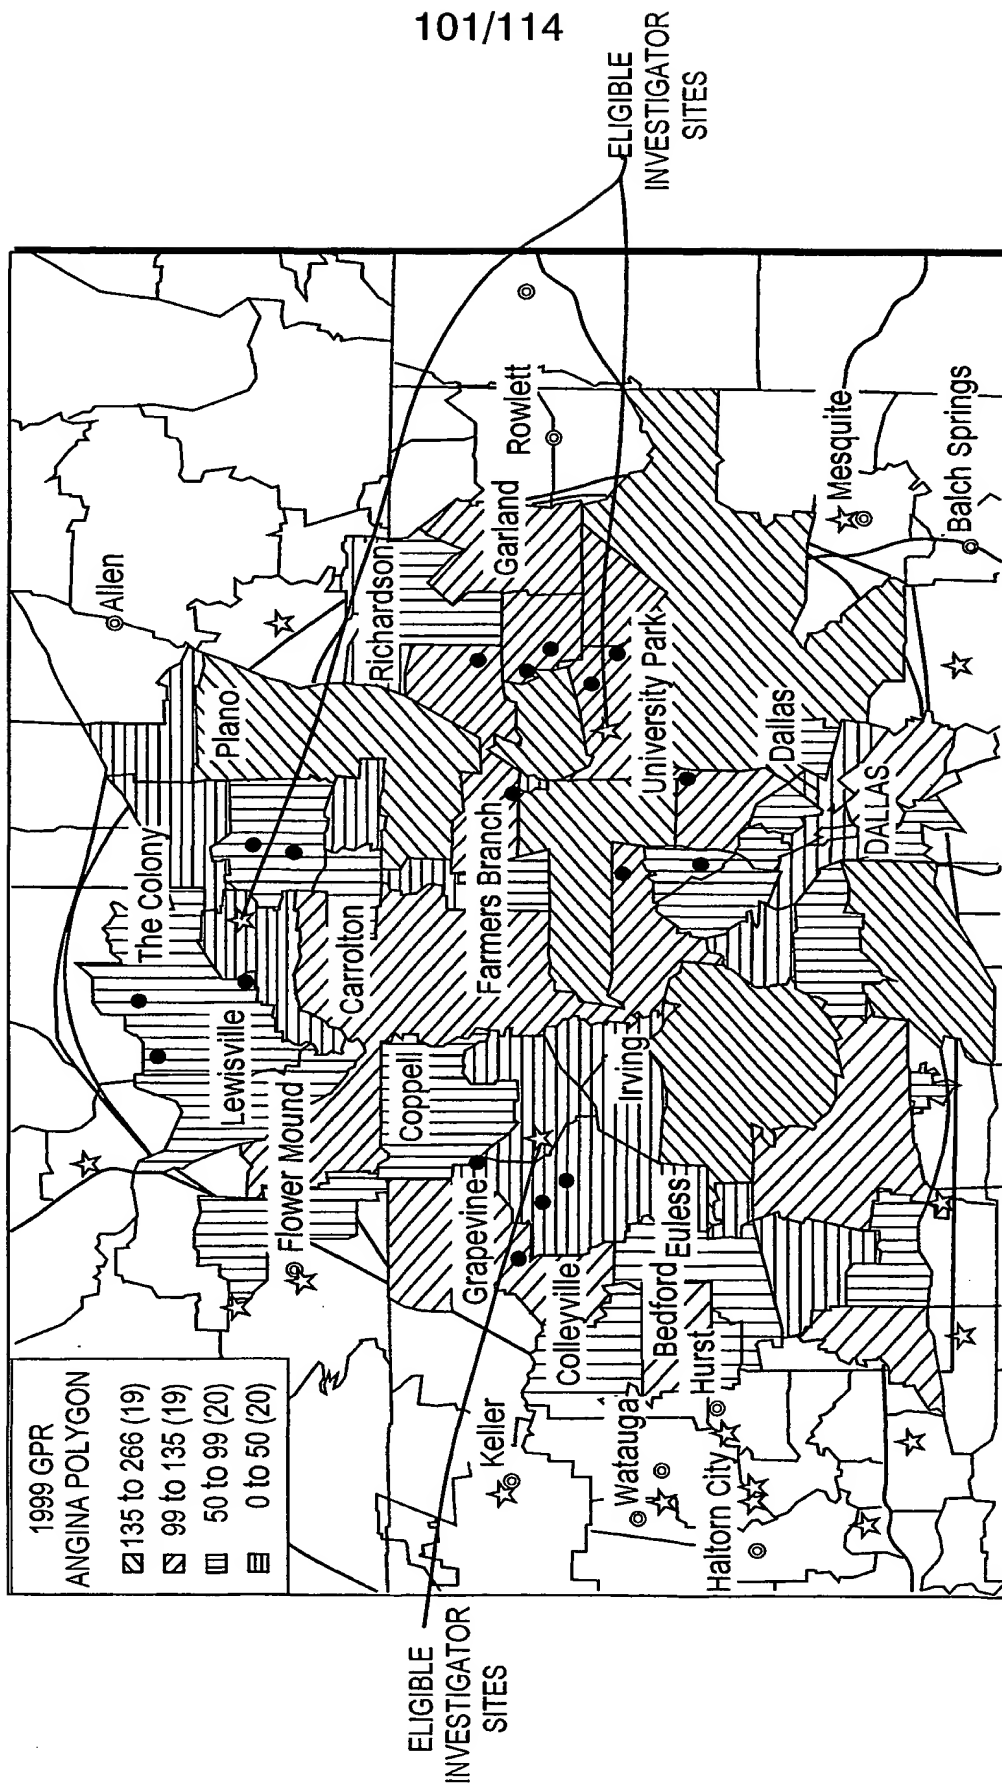 101/114
1999 GPR
ANGINA POLYGON
135 to 266 (19)
99 to 135 (19)
50 to 99 (20)
0 to 50 (20)
ELIGIBLE
INVESTIGATOR
SITES
ELIGIBLE
INVESTIGATOR
SITES
Allen
The Colony
Plano
Lewisville
Flower Mound
Carrolton
Richardson
Coppell
Grapevine
Farmers Branch
Garland
Rowlett
Keller
Colleyville
Irving
University Park
Watauga
Bedford
Euless
Hurst
Haltorn City
Dallas
DALLAS
Mesquite
Balch Springs